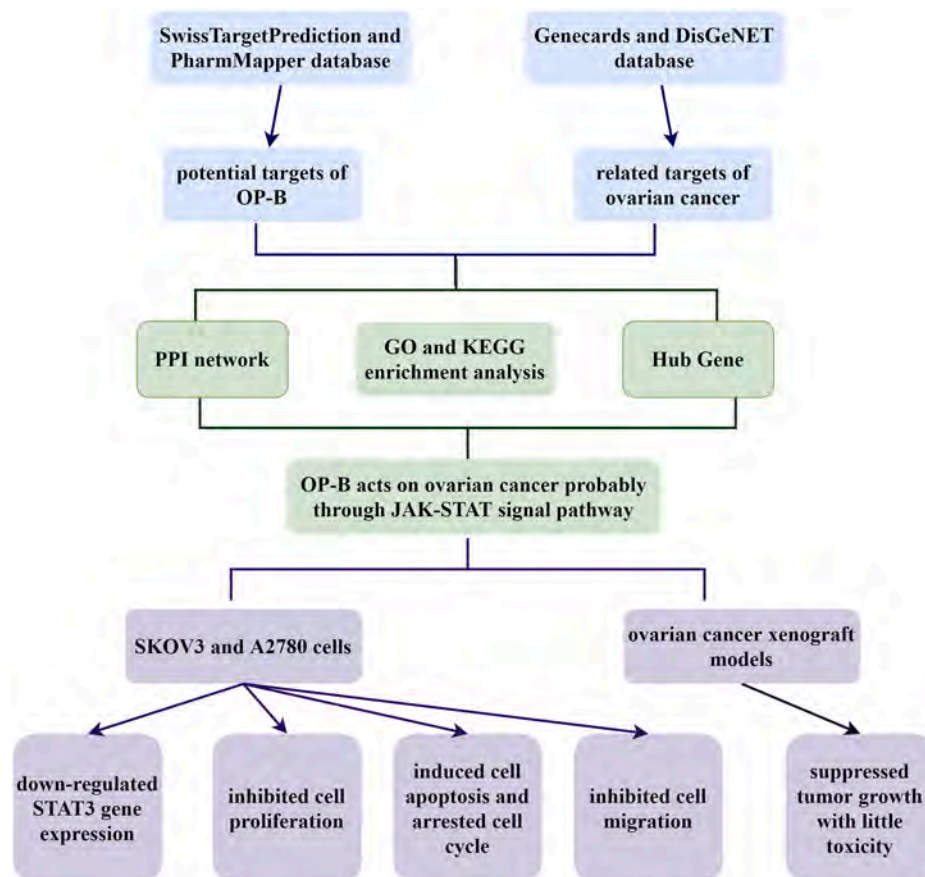 SwissTargetPrediction and
PharmMapper database
Genecards and DisGeNET
database
potential targets of
OP-B
related targets of
ovarian cancer
PPI network
GO and KEGG
enrichment analysis
Hub Gene
OP-B acts on ovarian cancer probably
through JAK-STAT signal pathway
SKOV3 and A2780 cells
ovarian cancer xenograft
models
down-regulated
STAT3 gene
expression
inhibited cell
proliferation
induced cell
apoptosis and
arrested cell
cycle
inhibited cell
migration
suppressed
tumor growth
with little
toxicity